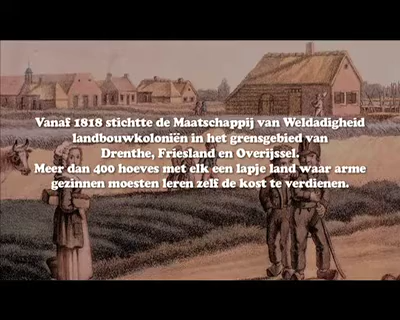 Vanaf 1818 stichtte de Maatschappij van Weldadigheid
landbouwkoloniën in het grensgebied van
Drenthe, Friesland en Overijssel.
Meer dan 400 hoeves met elk een lapje land waar arme
gezinnen moesten leren zelf de kost te verdienen.